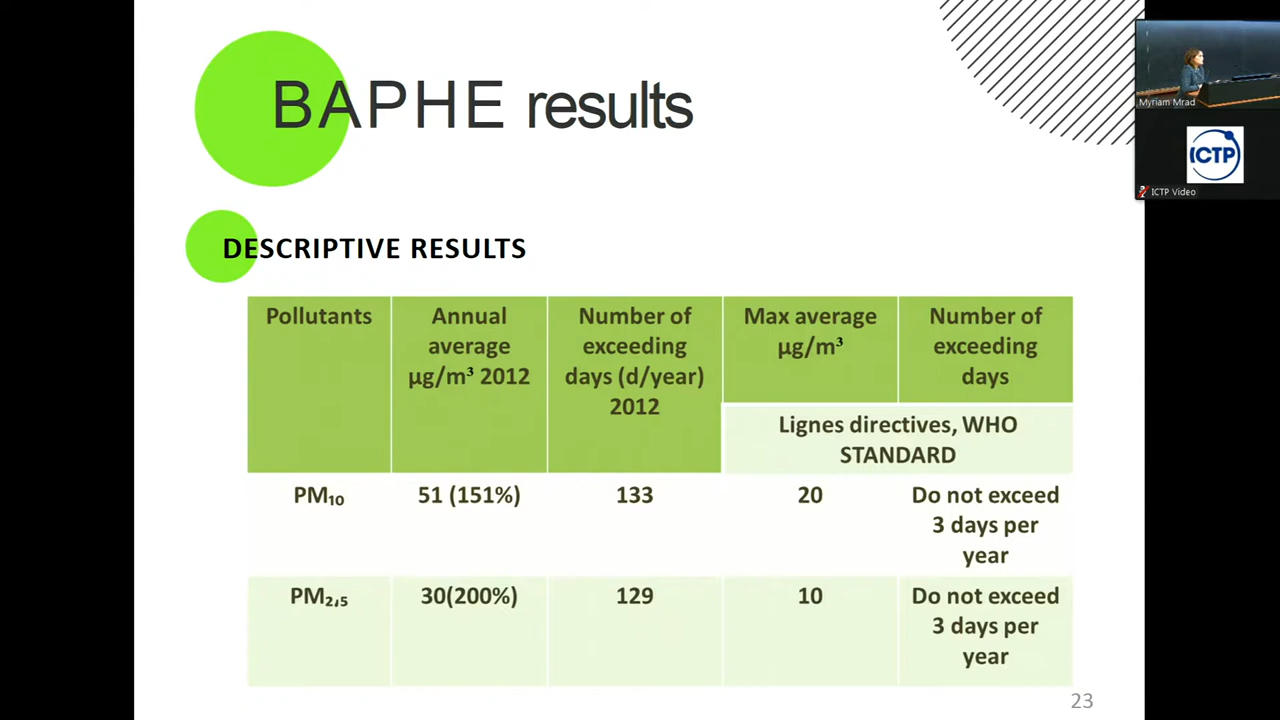 BAPHE results
DESCRIPTIVE RESULTS
Pollutants
Annual
average
µg/m³ 2012
Number of
exceeding
days (d/year)
2012
Max average
µg/m³
Number of
exceeding
days
Lignes directives, WHO
STANDARD
PM₁₀
51 (151%)
133
20
Do not exceed
3 days per
year
PM₂,₅
30(200%)
129
10
Do not exceed
3 days per
year
23
Myriam Mrad
ICTP
ICTP Video